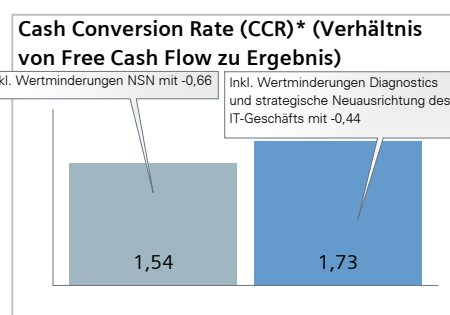 Cash Conversion Rate (CCR)* (Verhältnis
von Free Cash Flow zu Ergebnis)
kl. Wertminderungen NSN mit -0,66
Inkl. Wertminderungen Diagnostics
und strategische Neuausrichtung des
IT-Geschäfts mit -0,44
1,54
1,73